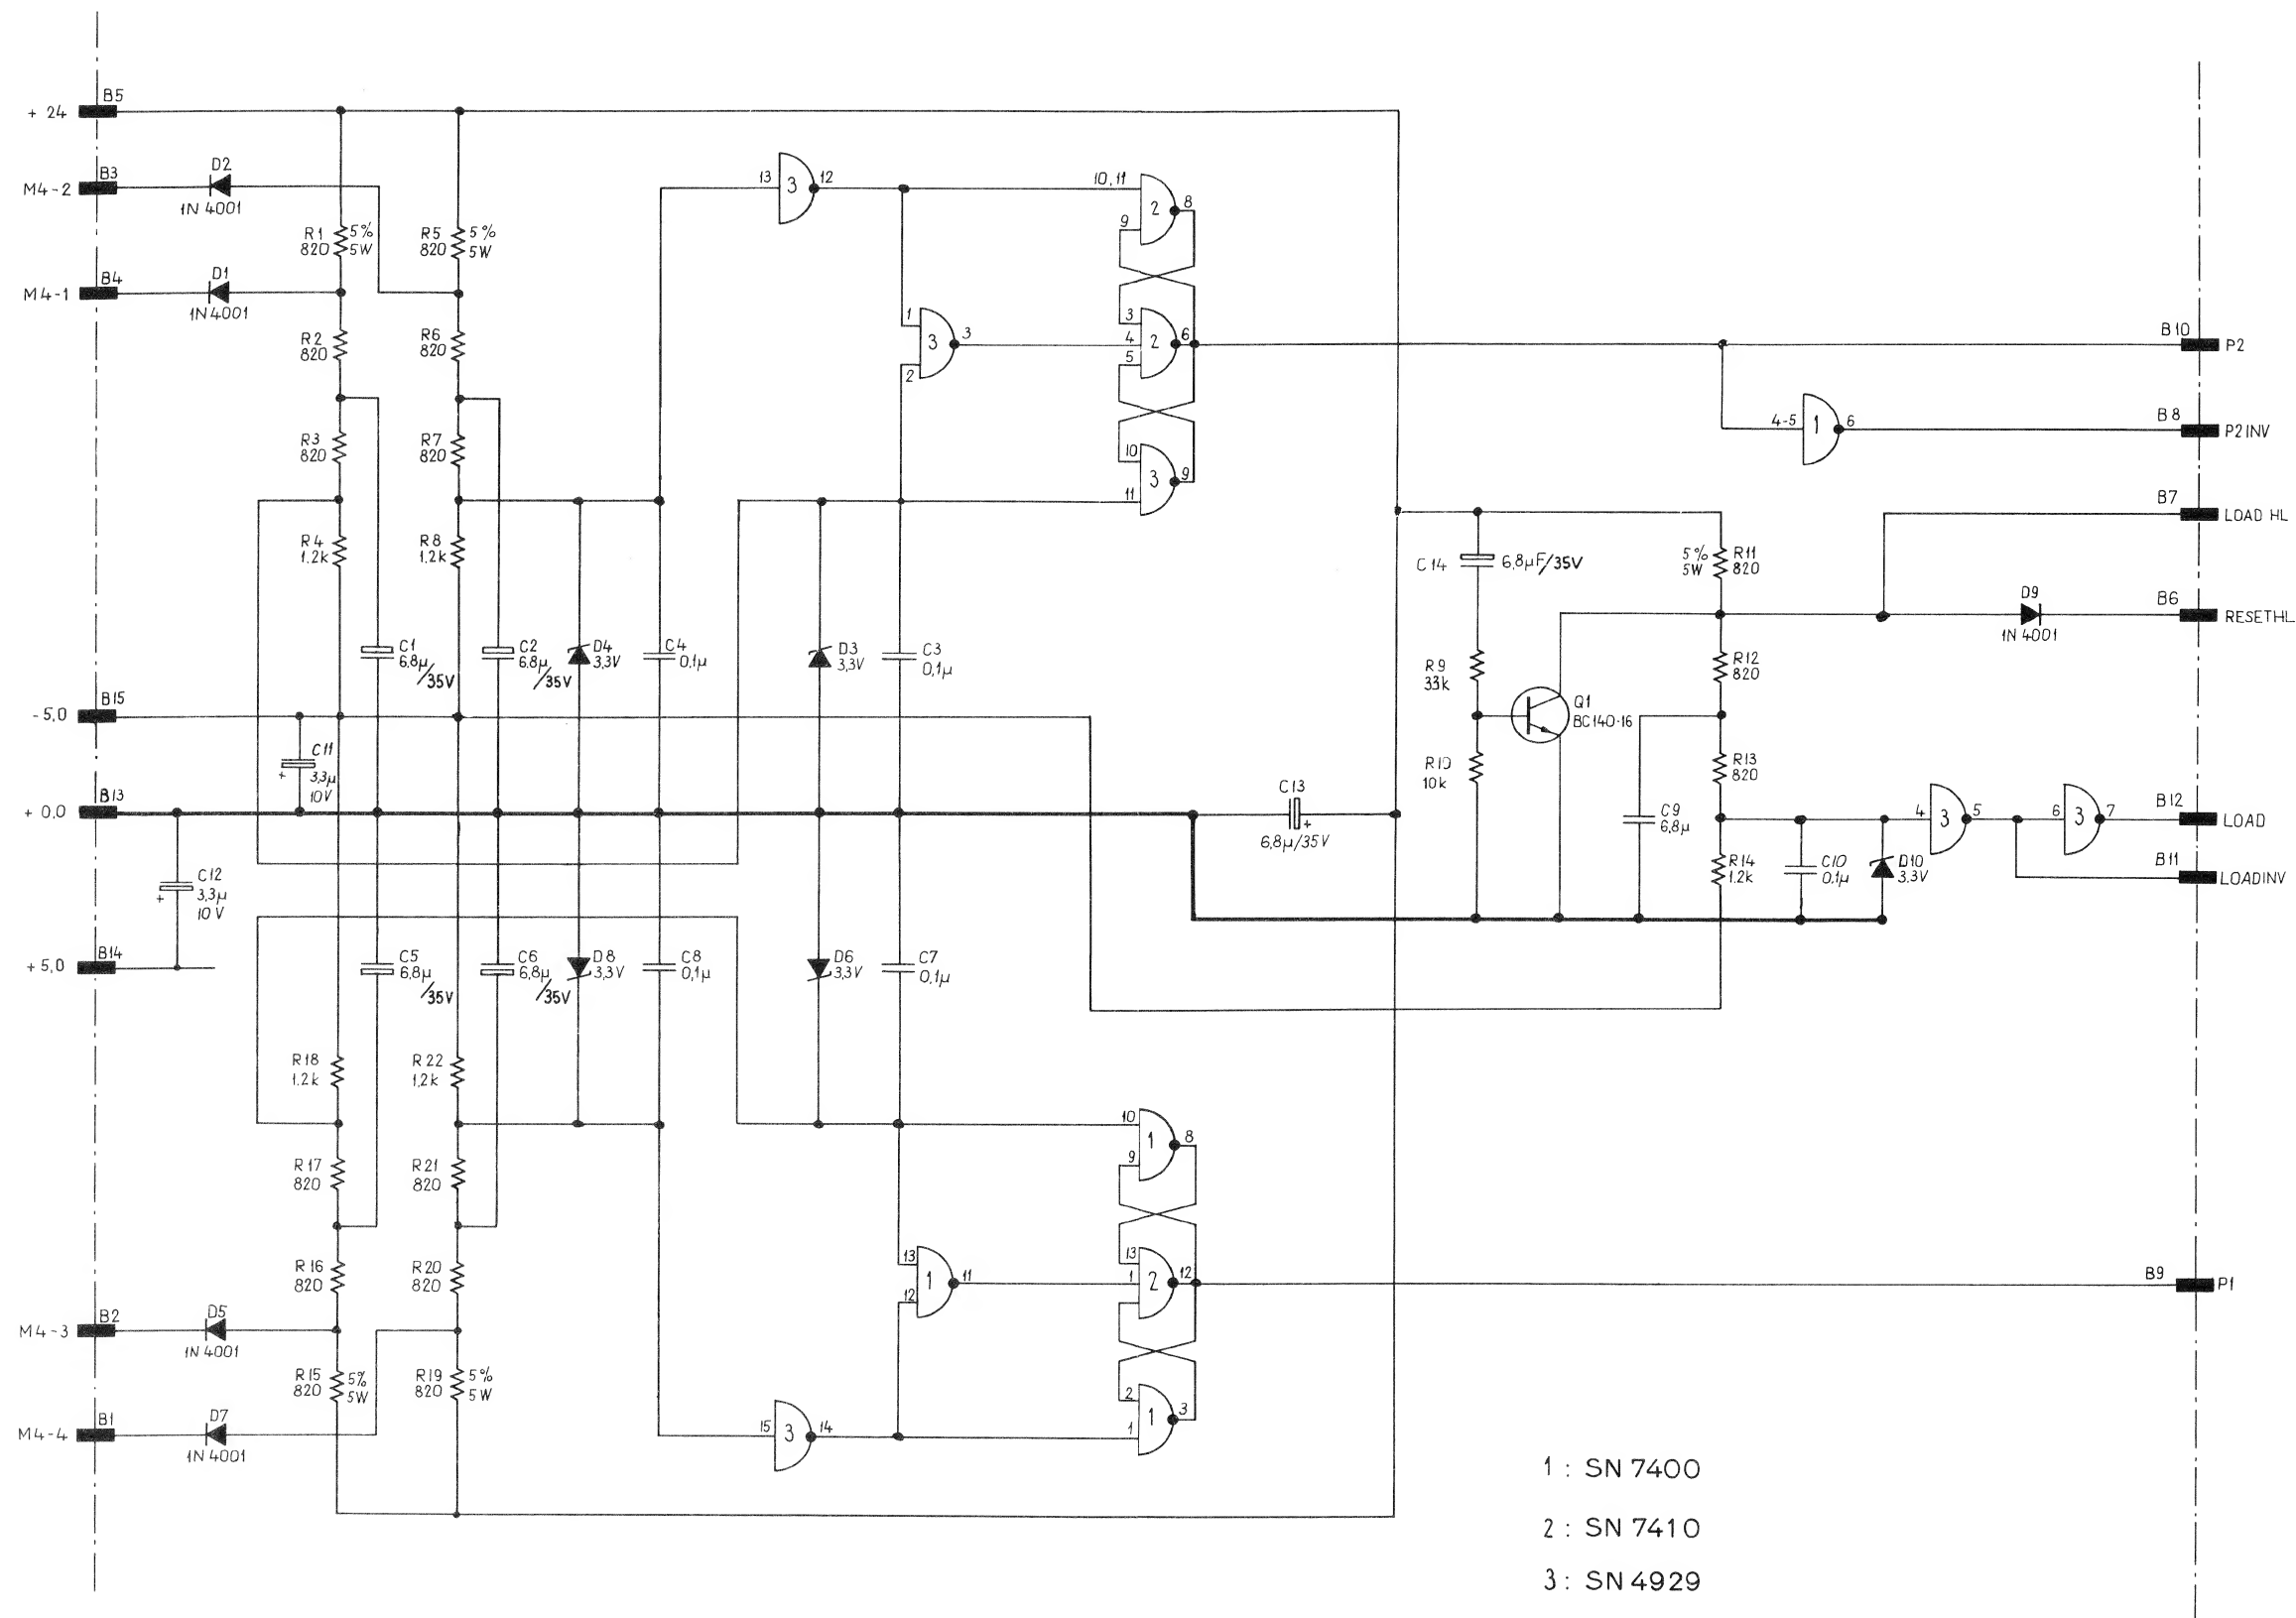 B5
+ 24
B3
M4-2
D2
1N 4001
B4
M4-1
D1
1N 4001
R1
820
5%
5W
R5
820
5%
5W
R2
820
R6
820
R3
820
R7
820
R4
1.2k
R8
1,2k
C1
6,8μ
/35V
C2
6,8μ
/35V
D4
3,3V
C4
0,1μ
D3
3,3V
C3
0,1μ
B15
-5,0
C11
+
3,3μ
10V
B13
+ 0,0
C12
+
3,3μ
10 V
B14
+5,0
C5
6,8μ
/35V
C6
6,8μ
/35V
D8
3,3V
C8
0,1μ
D6
3,3V
C7
0,1μ
R18
1.2k
R22
1,2k
R17
820
R21
820
R16
820
R20
820
B2
M4-3
D5
1N 4001
R15
820
5%
5W
R19
820
5%
5W
B1
M4-4
D7
1N 4001
13
3
12
10,11
9
2
8
1
2
3
3
3
4
5
2
6
10
11
3
9
B10
P2
4-5
1
6
B8
P2INV
B7
LOAD HL
C14
6,8μF/35V
5%
5W
R11
820
D9
1N 4001
B6
RESETHL
R9
33k
R12
820
Q1
BC140-16
R10
10k
R13
820
C13
+
6,8μ/35V
C9
6,8μ
4
3
5
6
3
7
B12
LOAD
R14
1.2k
C10
0.1μ
D10
3.3V
B11
LOADINV
10
9
1
8
13
12
1
11
13
1
2
12
2
1
1
3
15
3
14
B9
P1
1 : SN 7400
2 : SN 7410
3 : SN 4929